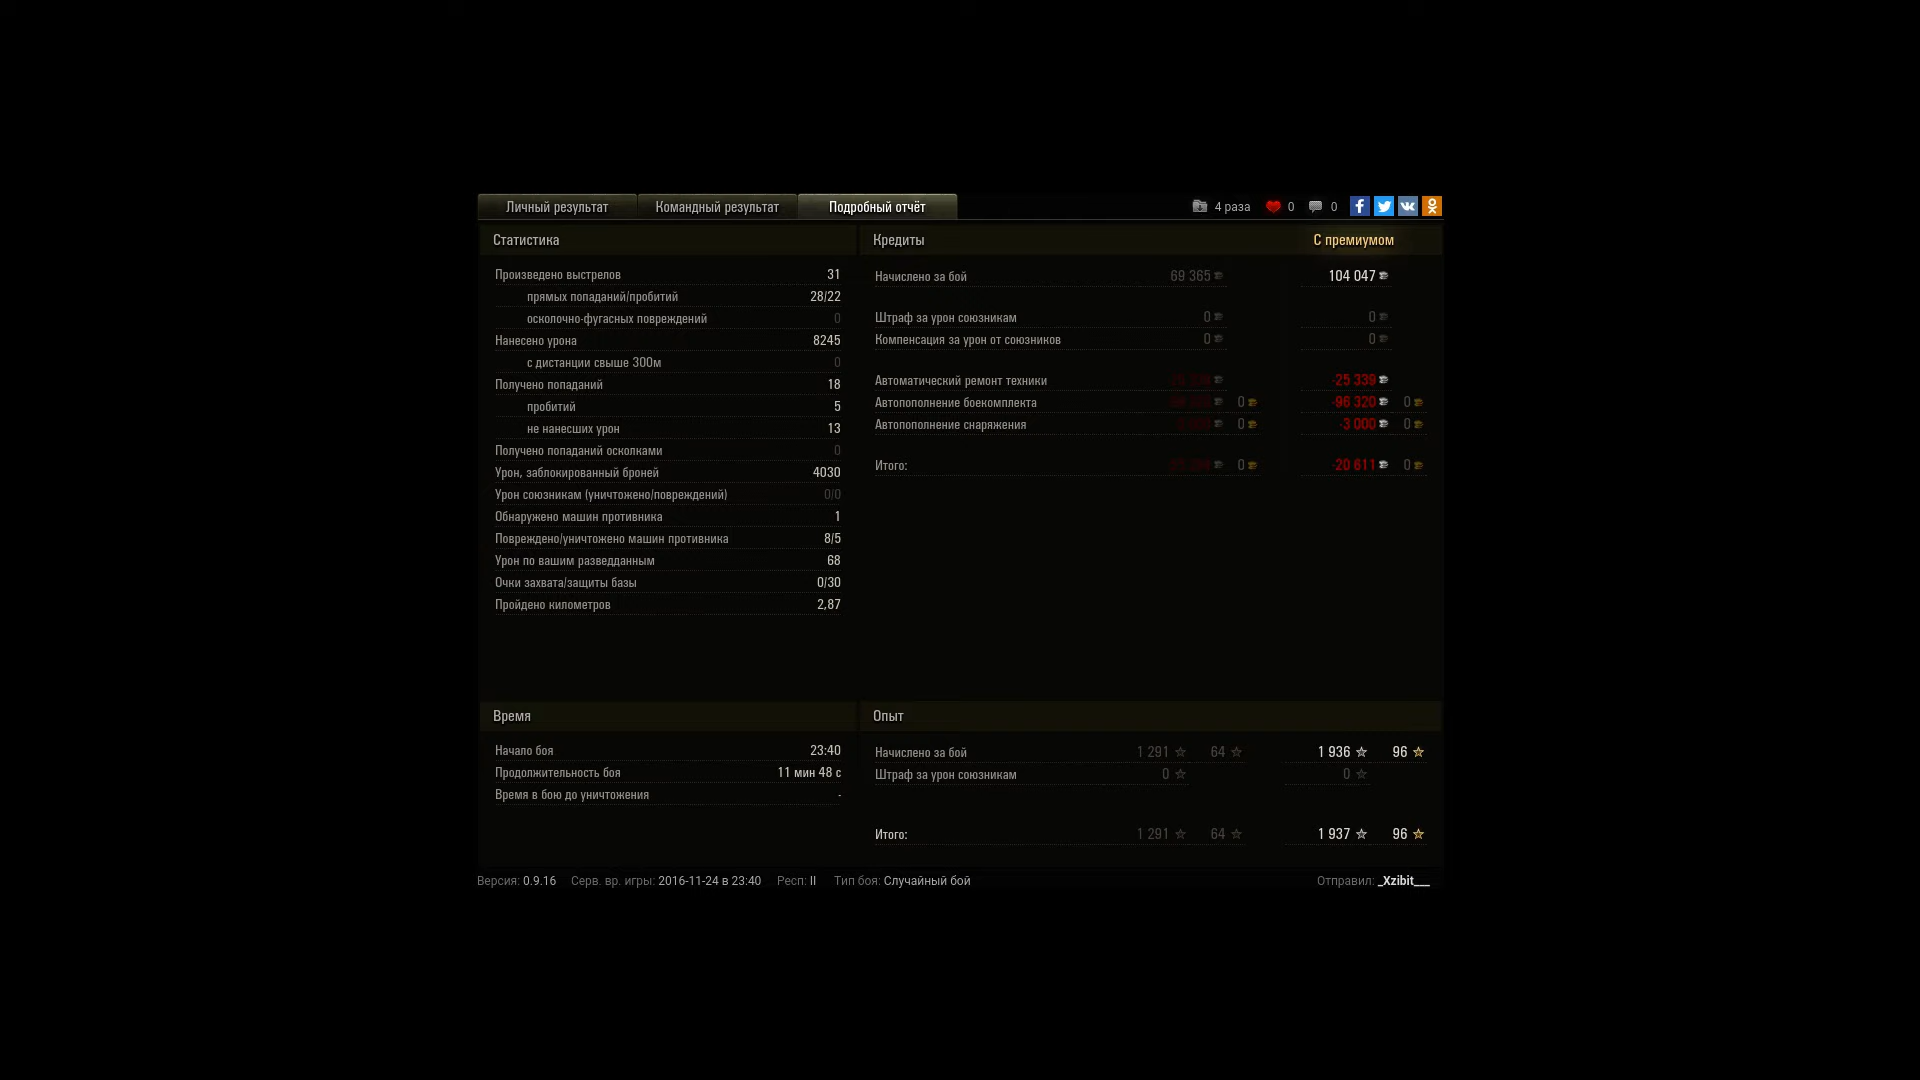 Личный результат Командный результат Подробный отчёт 4 раза 0 0
Статистика
Произведено выстрелов 31
прямых попаданий/пробитий 28/22
осколочно-фугасных повреждений 0
Нанесено урона 8245
с дистанции свыше 300м 0
Получено попаданий 18
пробитий 5
не нанесших урон 13
Получено попаданий осколками 0
Урон, заблокированный броней 4030
Урон союзникам (уничтожено/повреждений) 0/0
Обнаружено машин противника 1
Повреждено/уничтожено машин противника 8/5
Урон по вашим разведданным 68
Очки захвата/защиты базы 0/30
Пройдено километров 2,87
Кредиты С премиумом
Начислено за бой 69 365 104 047
Штраф за урон союзникам 0 0
Компенсация за урон от союзников 0 0
Автоматический ремонт техники -25 339
Автопополнение боекомплекта 0 -96 320 0
Автопополнение снаряжения 0 -3 000 0
Итого: 0 -20 611 0
Время
Начало боя 23:40
Продолжительность боя 11 мин 48 с
Время в бою до уничтожения -
Опыт
Начислено за бой 1 291 64 1 936 96
Штраф за урон союзникам 0 0
Итого: 1 291 64 1 937 96
Версия: 0.9.16 Серв. вр. игры: 2016-11-24 в 23:40 Респ: II Тип боя: Случайный бой Отправил: _Xzibit___